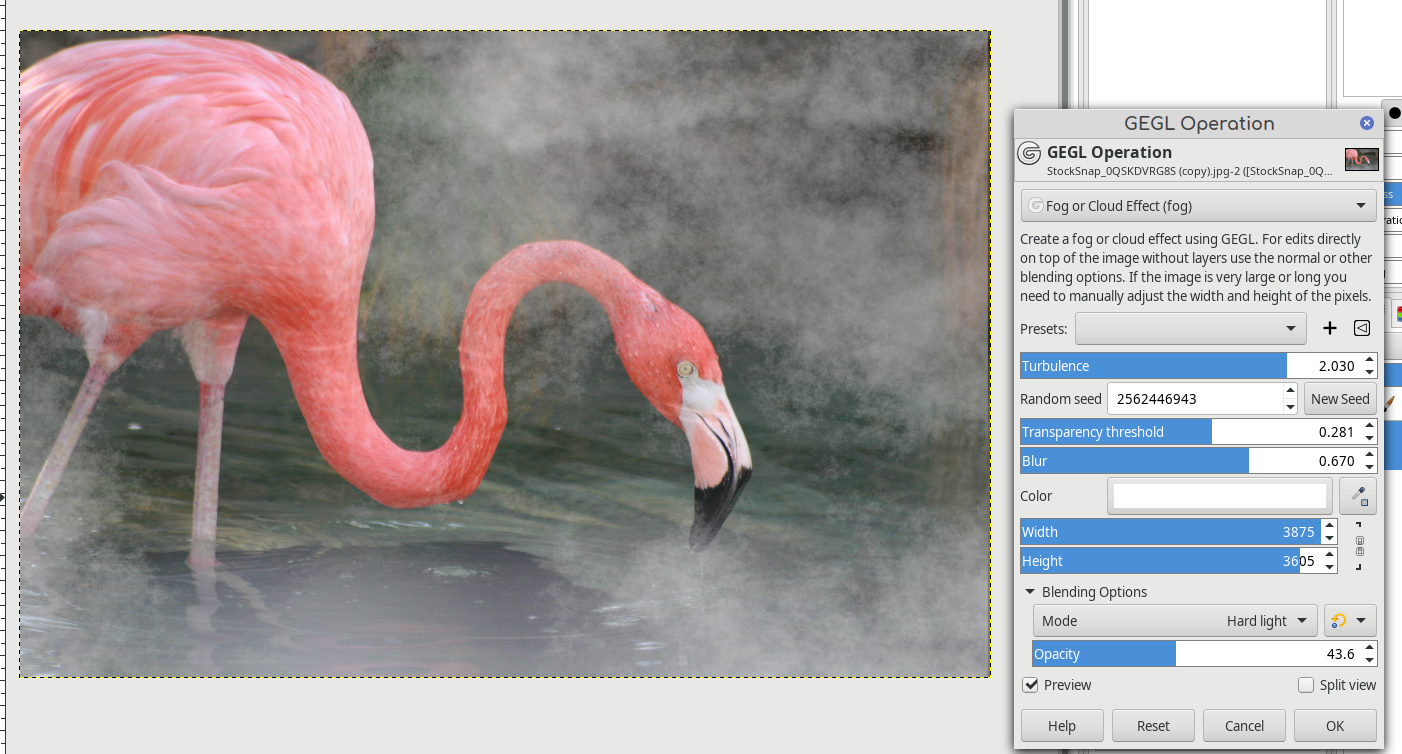 GEGL Operation
GEGL Operation
StockSnap_0QSKDVRG8S (copy).jpg-2 ([StockSnap_0Q...
Fog or Cloud Effect (fog)
Create a fog or cloud effect using GEGL. For edits directly
on top of the image without layers use the normal or other
blending options. If the image is very large or long you
need to manually adjust the width and height of the pixels.
Presets:
Turbulence 2.030
Random seed 2562446943 New Seed
Transparency threshold 0.281
Blur 0.670
Color
Width 3875
Height 3605
Blending Options
Mode Hard light
Opacity 43.6
Preview Split view
Help Reset Cancel OK